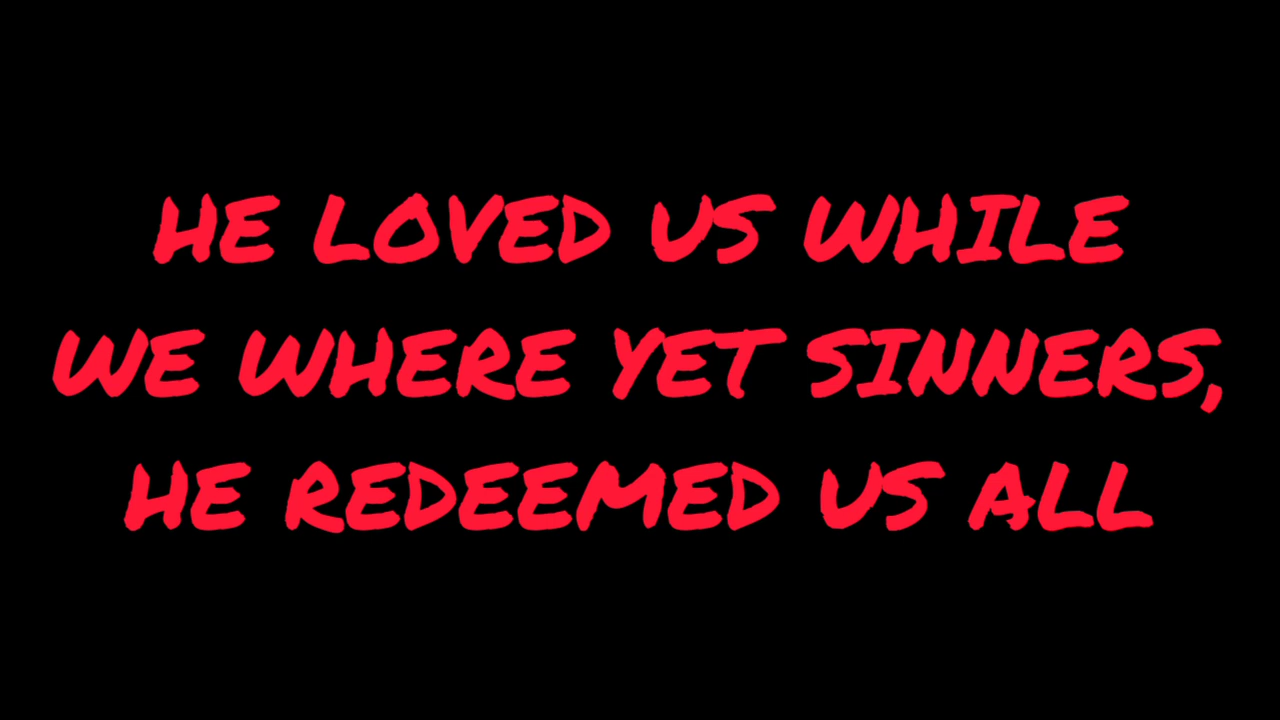 HE LOVED US WHILE
WE WHERE YET SINNERS,
HE REDEEMED US ALL